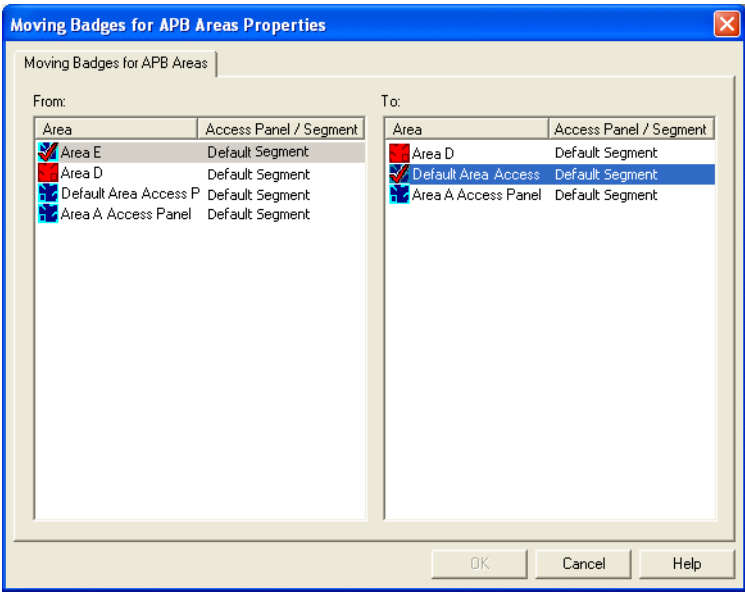 Moving Badges for APB Areas Properties
Moving Badges for APB Areas
From:
Area Access Panel / Segment
Area E Default Segment
Area D Default Segment
Default Area Access P Default Segment
Area A Access Panel Default Segment
To:
Area Access Panel / Segment
Area D Default Segment
Default Area Access Default Segment
Area A Access Panel Default Segment
OK Cancel Help